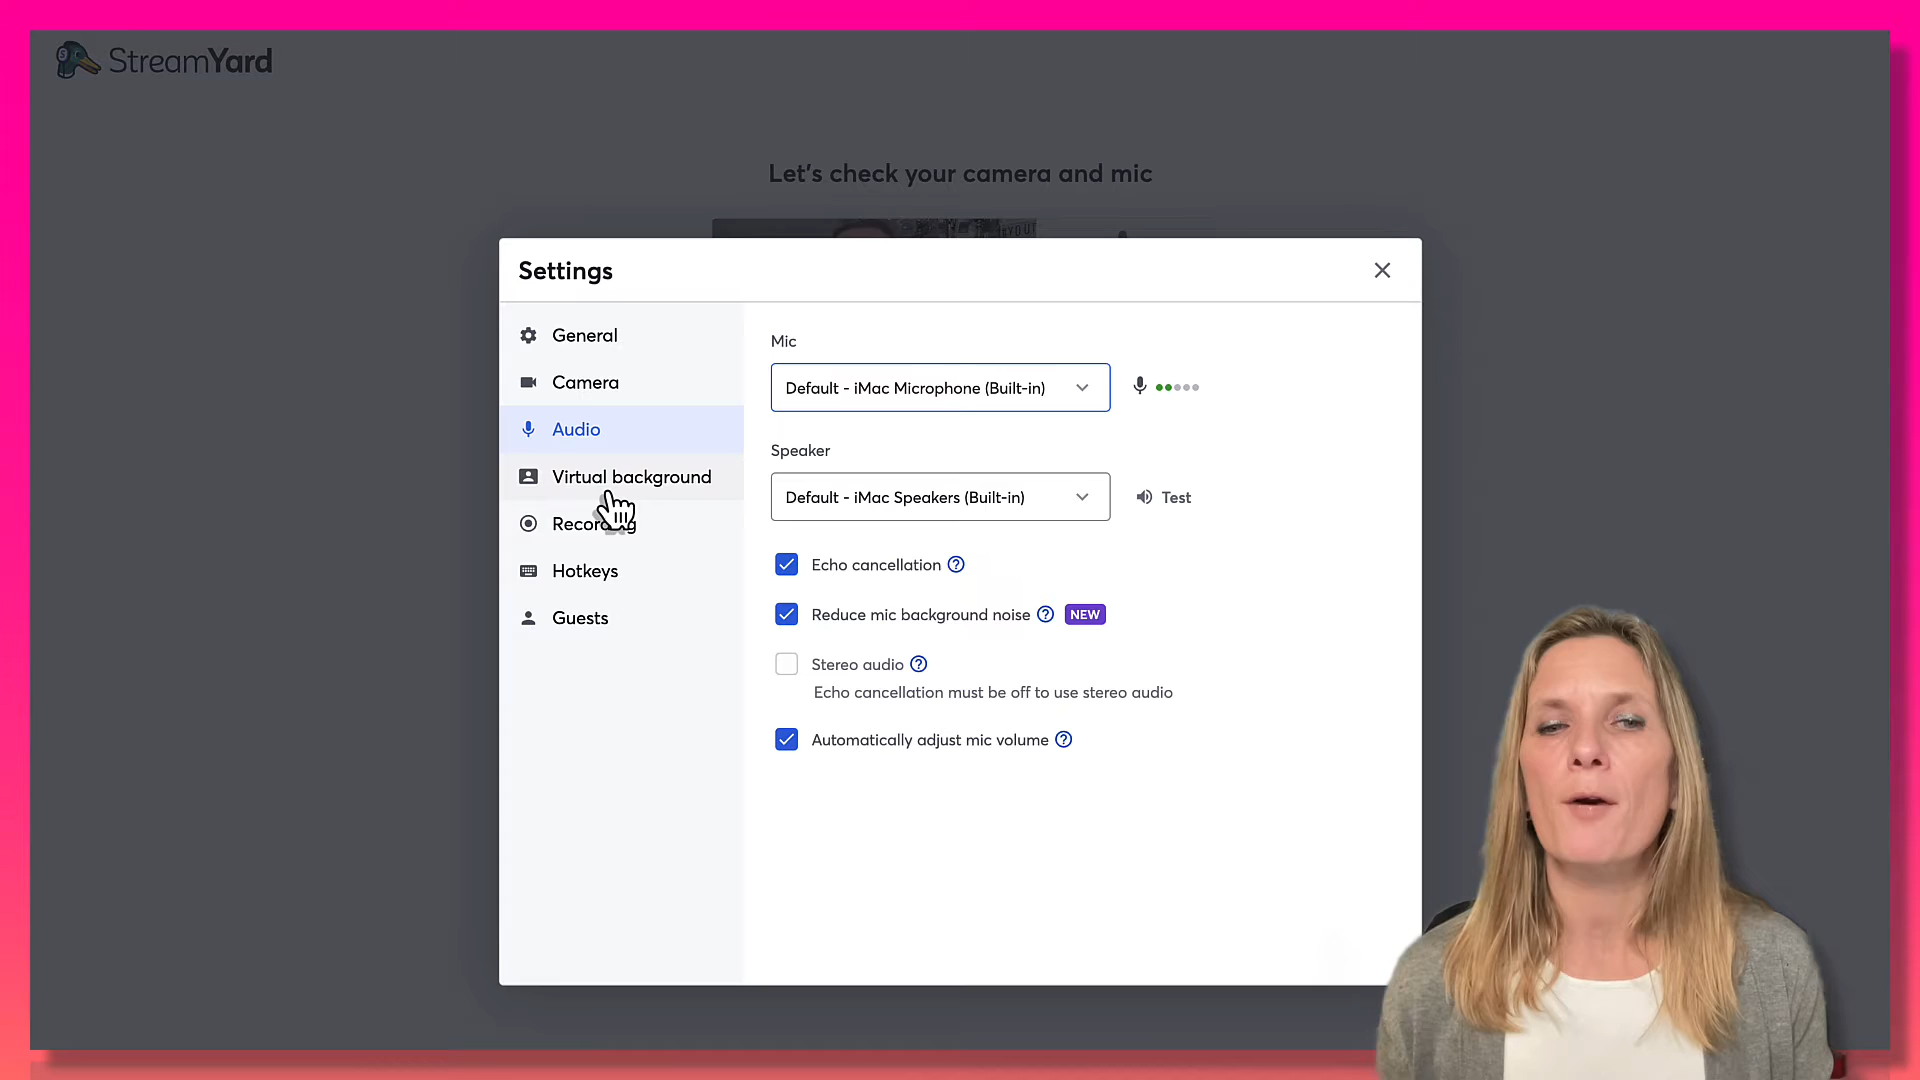 StreamYard
Let's check your camera and mic
Settings
General
Camera
Audio
Virtual background
Recording
Hotkeys
Guests
Mic
Default - iMac Microphone (Built-in)
Speaker
Default - iMac Speakers (Built-in)
Test
Echo cancellation
Reduce mic background noise NEW
Stereo audio
Echo cancellation must be off to use stereo audio
Automatically adjust mic volume